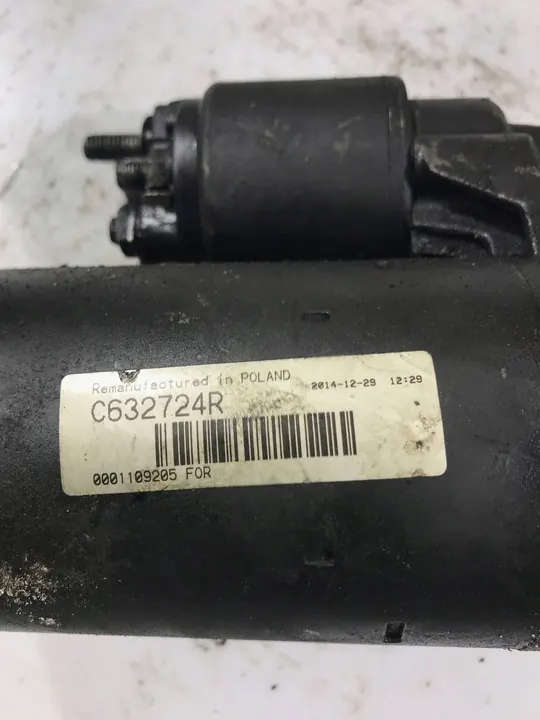 Remanufactured in POLAND 2014-12-29 12:29
C632724R
0001109205 FOR